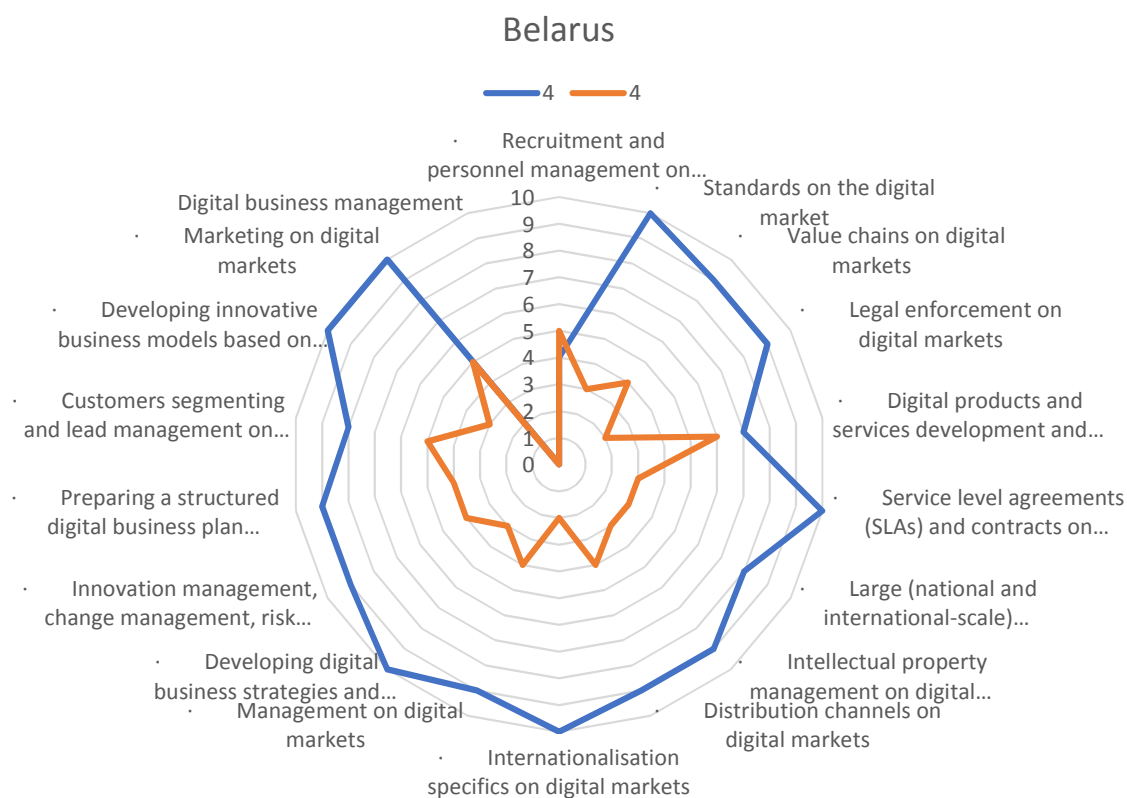 Belarus
4 4
· Recruitment and
personnel management on…
· Standards on the digital
market
· Value chains on digital
markets
Legal enforcement on
digital markets
· Digital products and
services development and…
· Service level agreements
(SLAs) and contracts on…
· Large (national and
international-scale)…
· Intellectual property
management on digital…
· Distribution channels on
digital markets
· Internationalisation
specifics on digital markets
· Management on digital
markets
· Developing digital
business strategies and…
· Innovation management,
change management, risk…
· Preparing a structured
digital business plan…
· Customers segmenting
and lead management on…
· Developing innovative
business models based on…
· Marketing on digital
markets
Digital business management
10
9
8
7
6
5
4
3
2
1
0